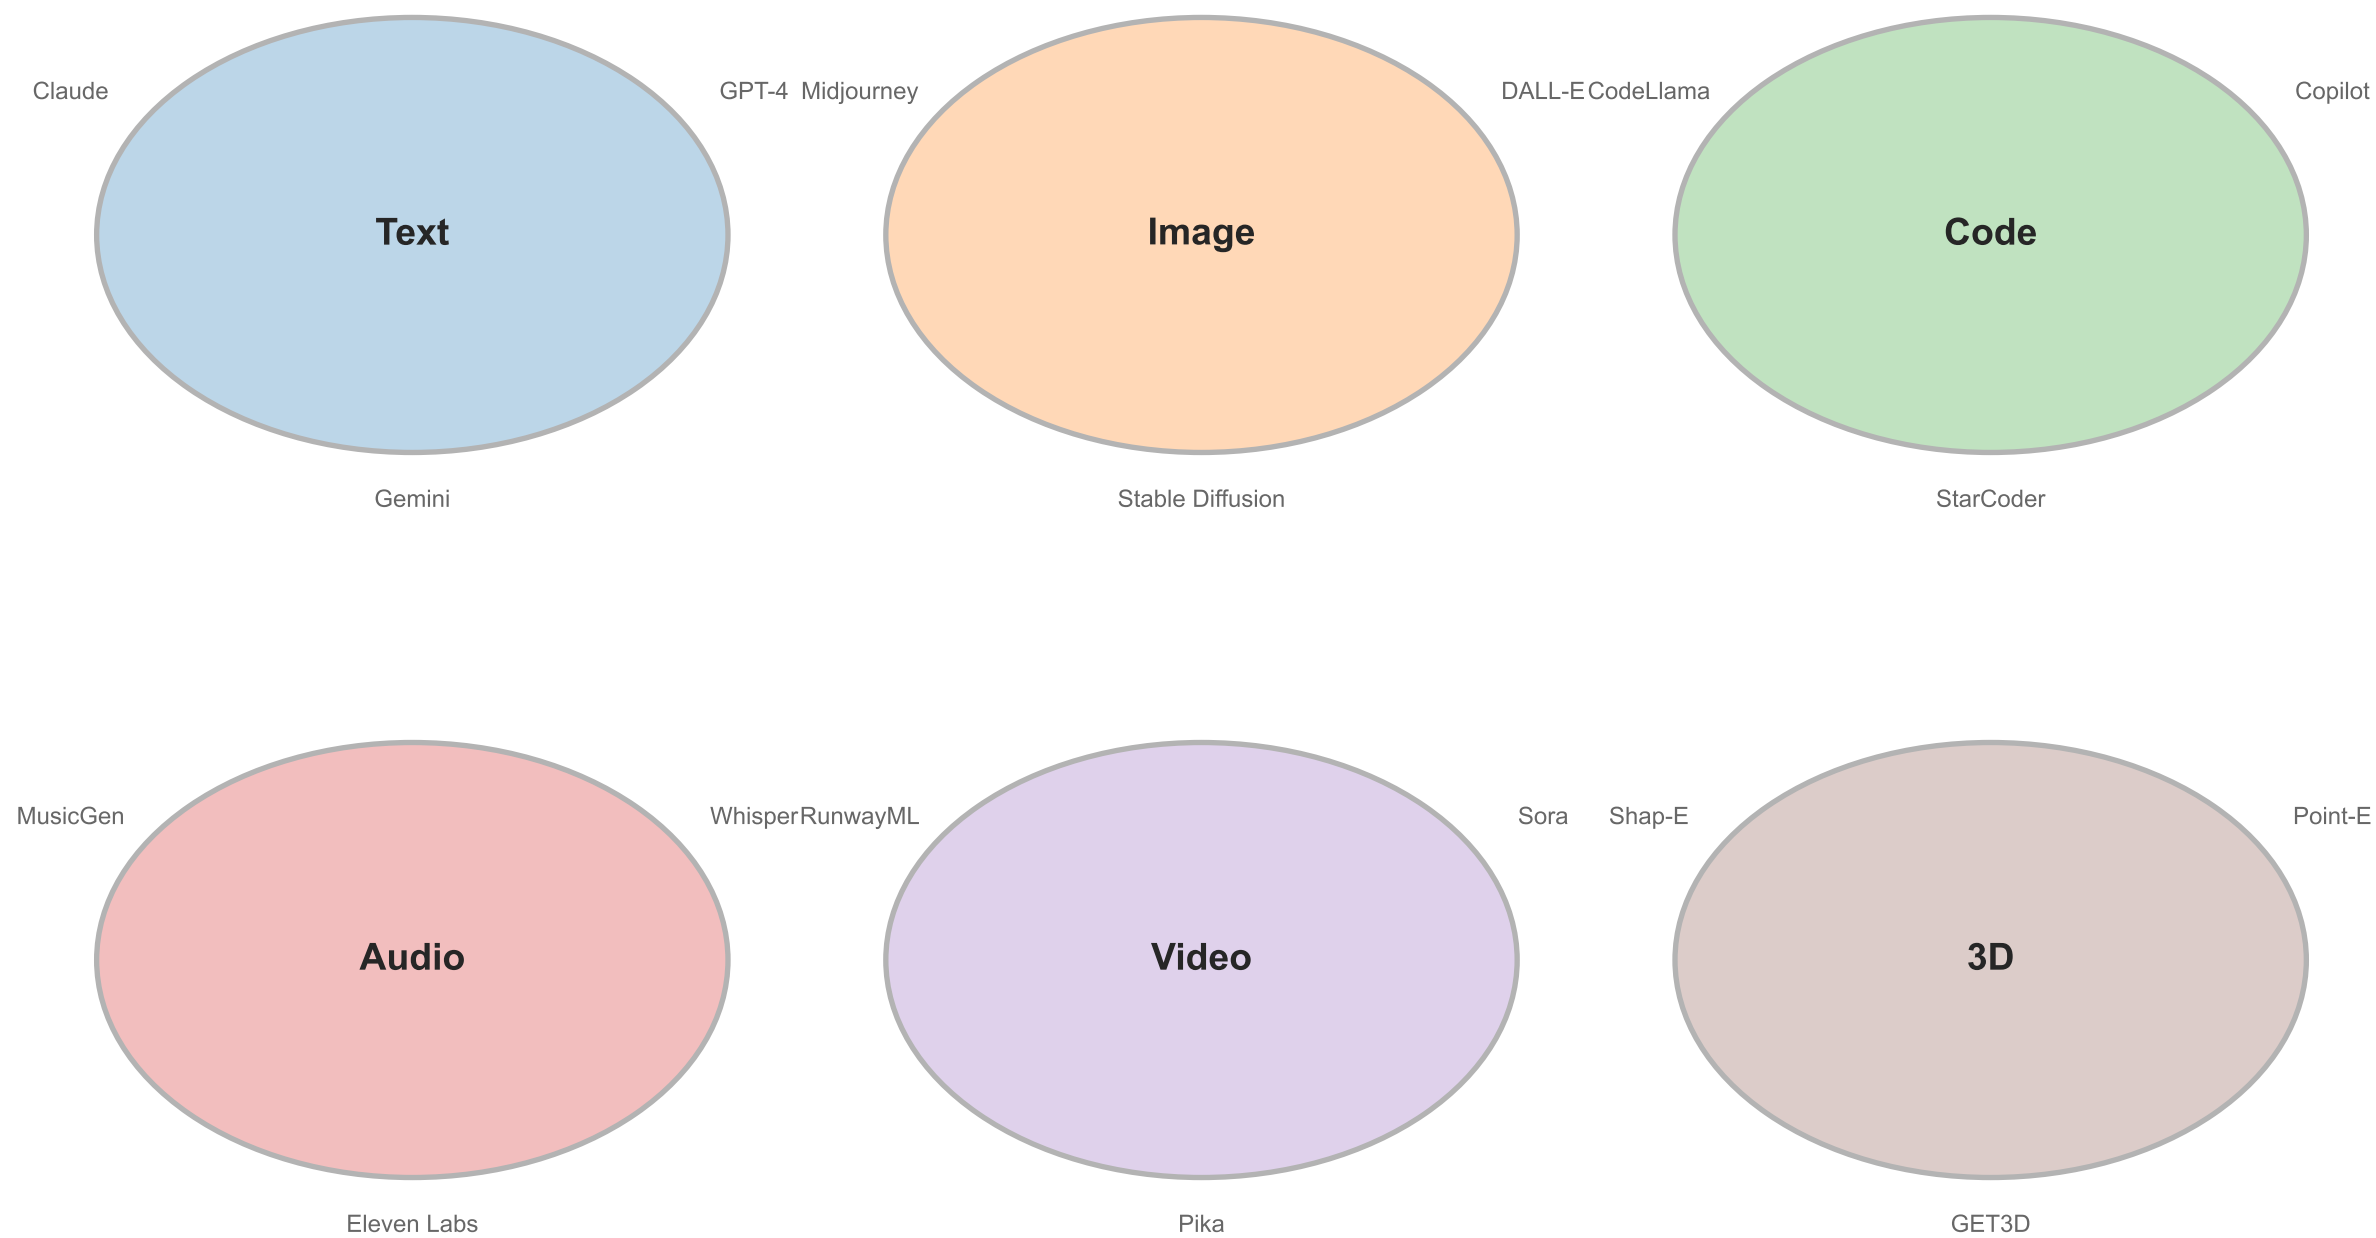 Claude
GPT-4
Midjourney
DALL-E
CodeLlama
Copilot
Text
Image
Code
Gemini
Stable Diffusion
StarCoder
MusicGen
Whisper
RunwayML
Sora
Shap-E
Point-E
Audio
Video
3D
Eleven Labs
Pika
GET3D